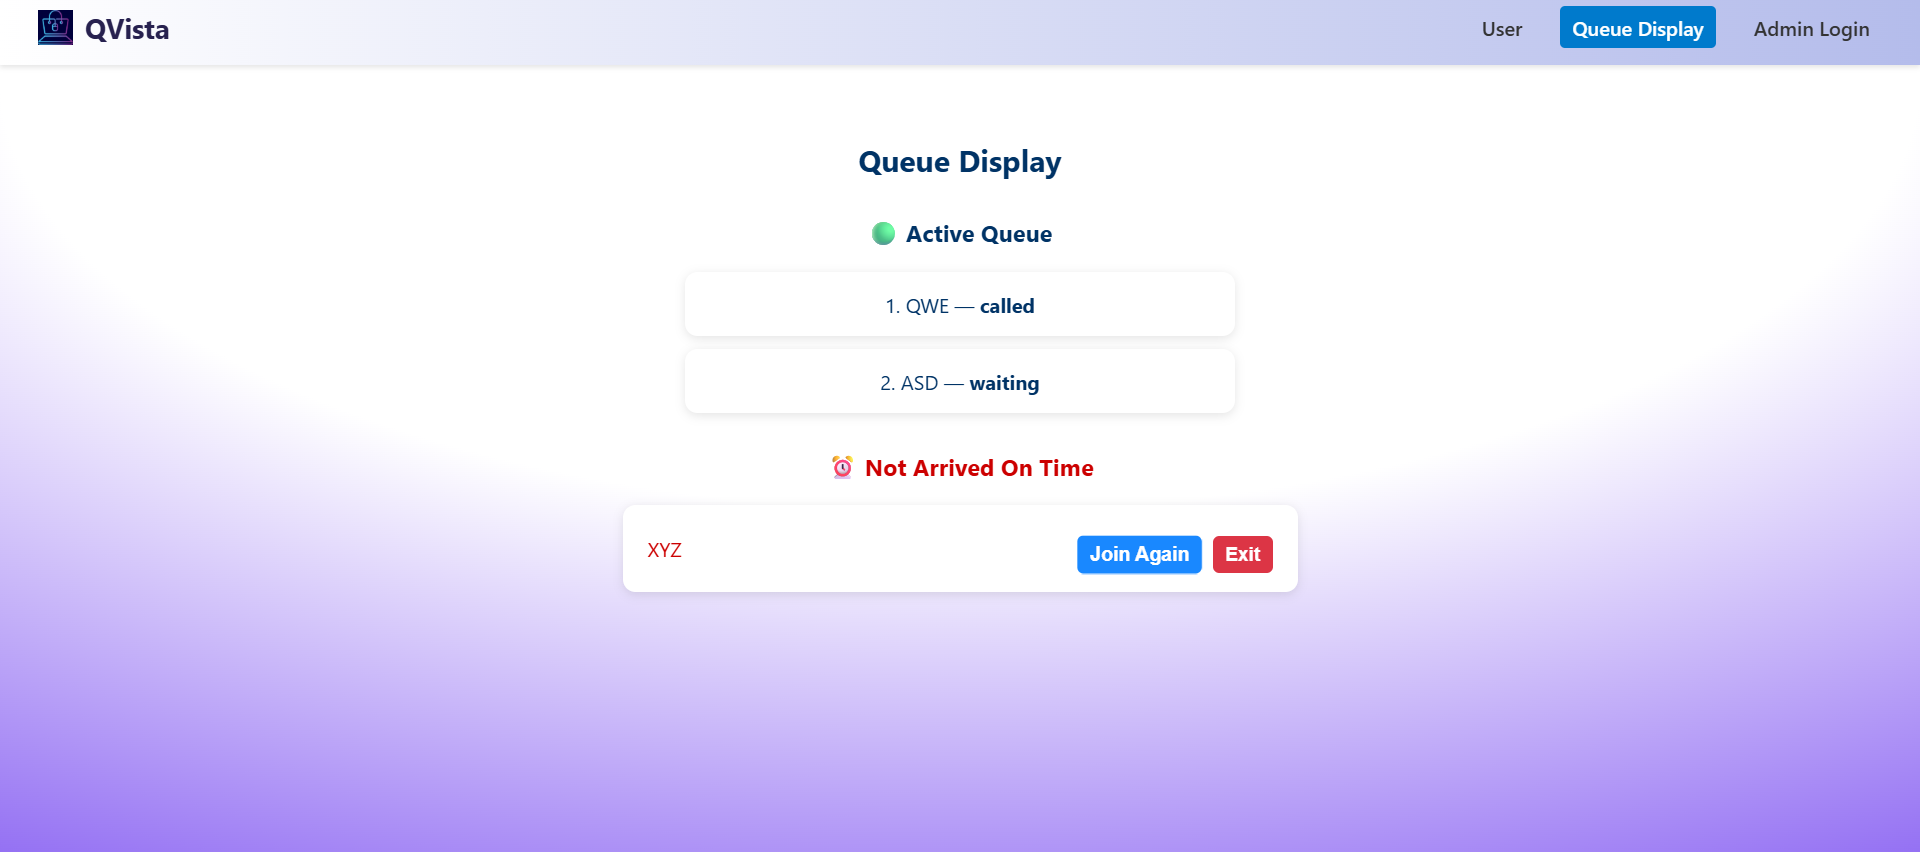 QVista
User
Queue Display
Admin Login
Queue Display
Active Queue
1. QWE — called
2. ASD — waiting
Not Arrived On Time
XYZ
Join Again
Exit